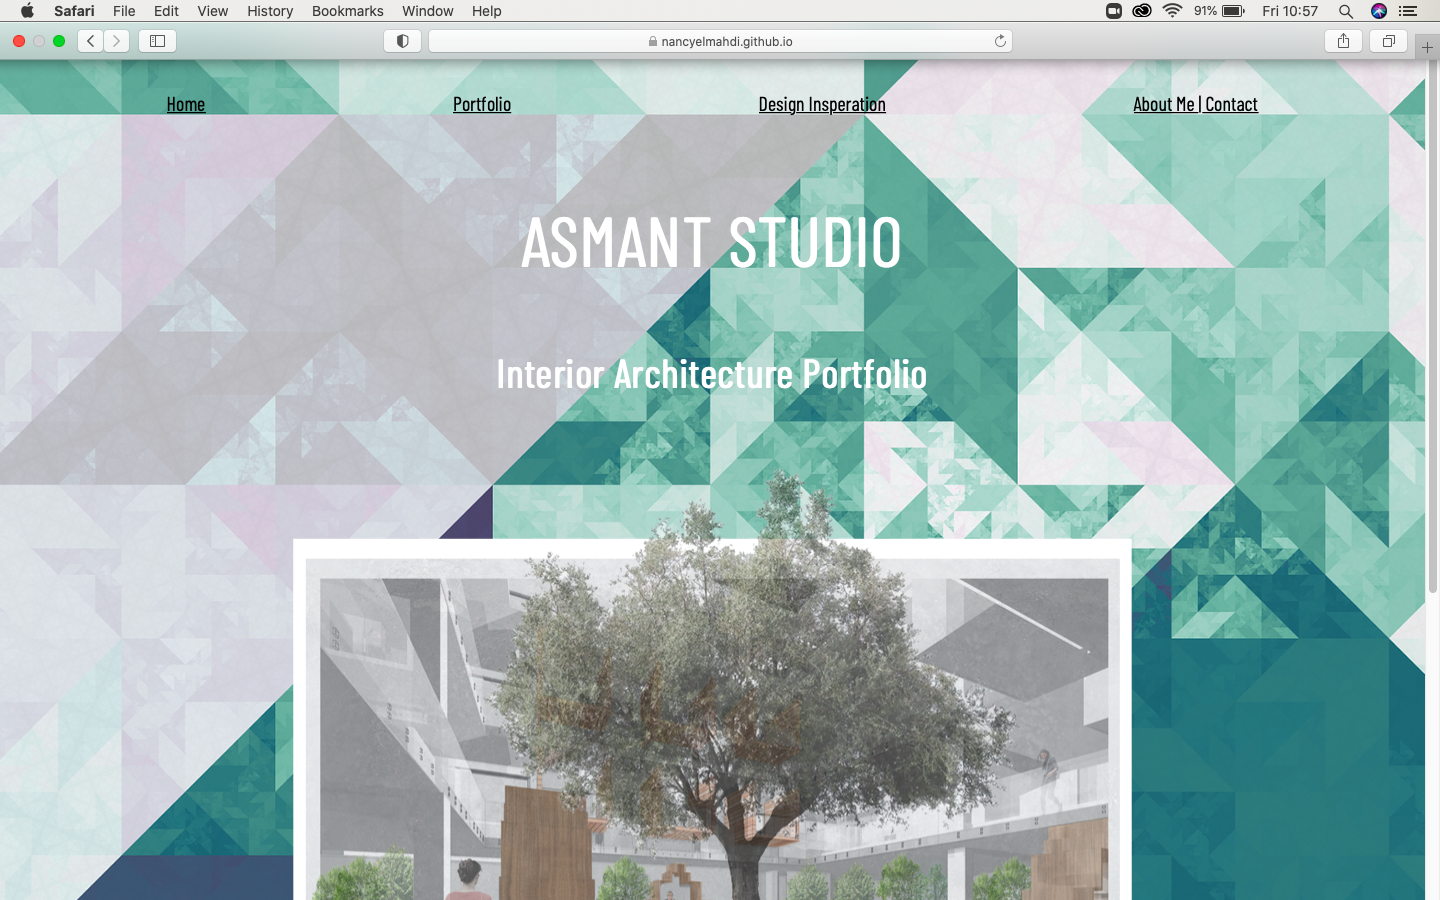 Safari File Edit View History Bookmarks Window Help 91% Fri 10:57
nancyelmahdi.github.io
Home Portfolio Design Insperation About Me | Contact
ASMANT STUDIO
Interior Architecture Portfolio